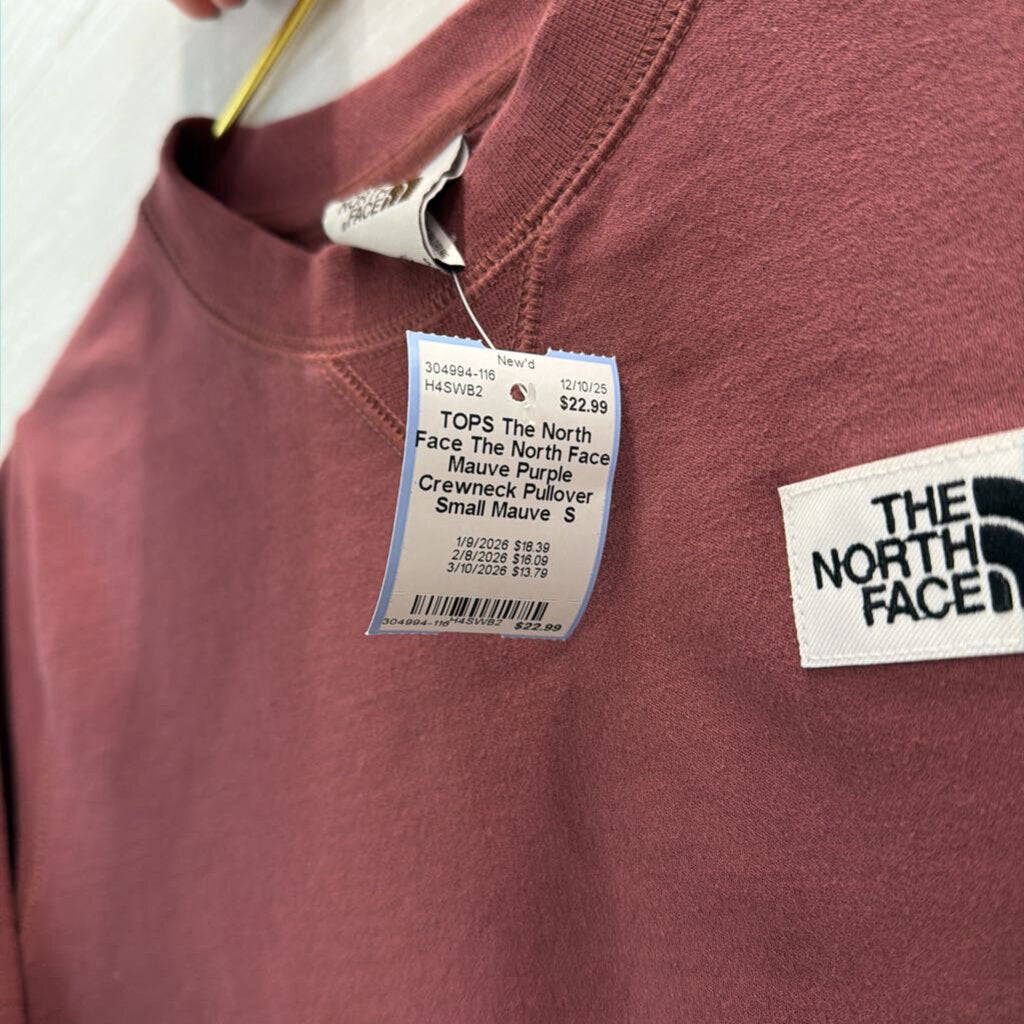 NORTH
FACE
New'd
304994-116
12/10/25
H4SWB2
$22.99
TOPS The North
Face The North Face
Mauve Purple
Crewneck Pullover
Small Mauve S
1/9/2026 $18.39
2/8/2026 $16.09
3/10/2026 $13.79
304994-116 H4SWB2 $22.99
THE
NORTH
FACE